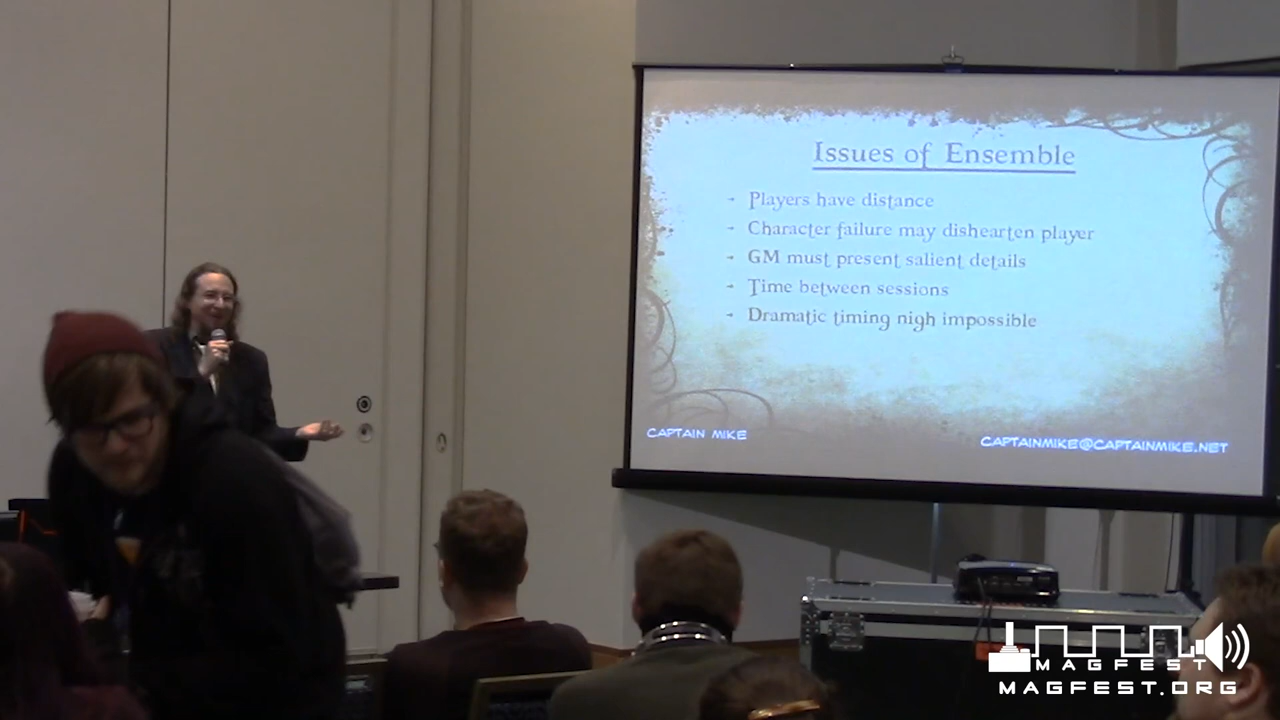 Issues of Ensemble
- Players have distance
- Character failure may dishearten player
- GM must present salient details
- Time between sessions
- Dramatic timing nigh impossible
CAPTAIN MIKE
CAPTAINMIKE@CAPTAINMIKE.NET
MAGFEST
MAGFEST.ORG